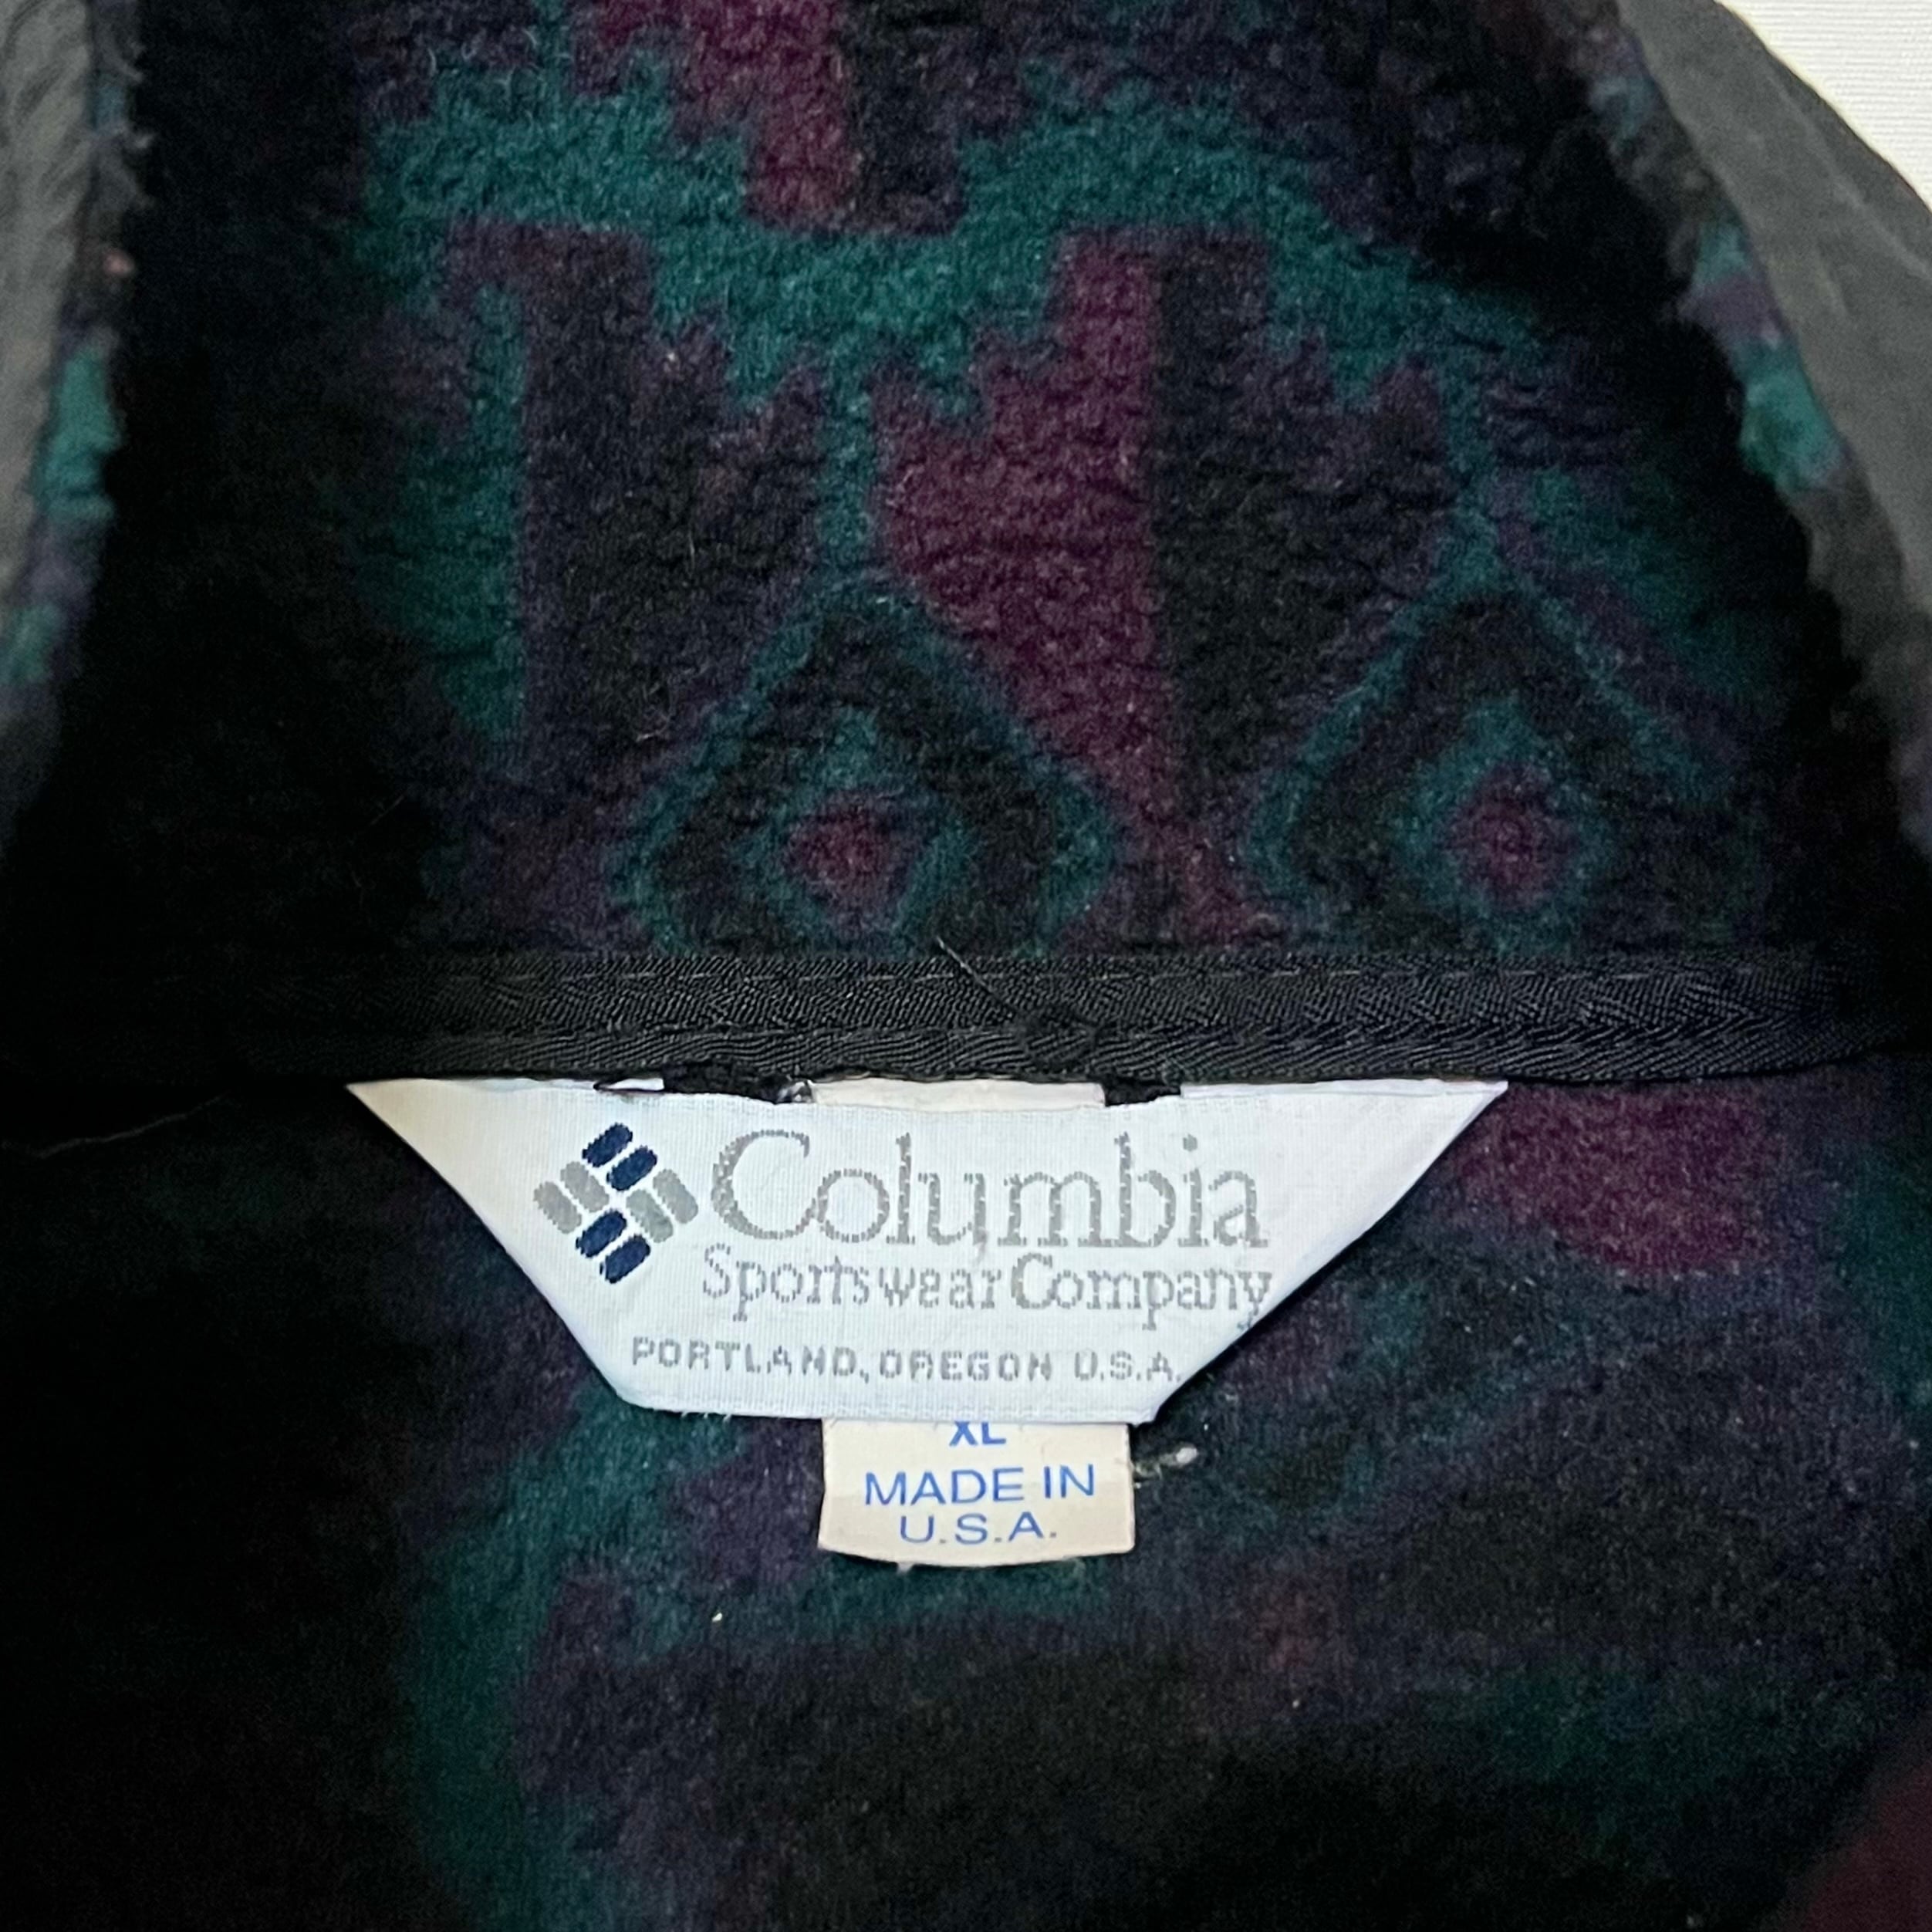 Columbia
Sportswear Company
PORTLAND, OREGON U.S.A.
XL
MADE IN
U.S.A.